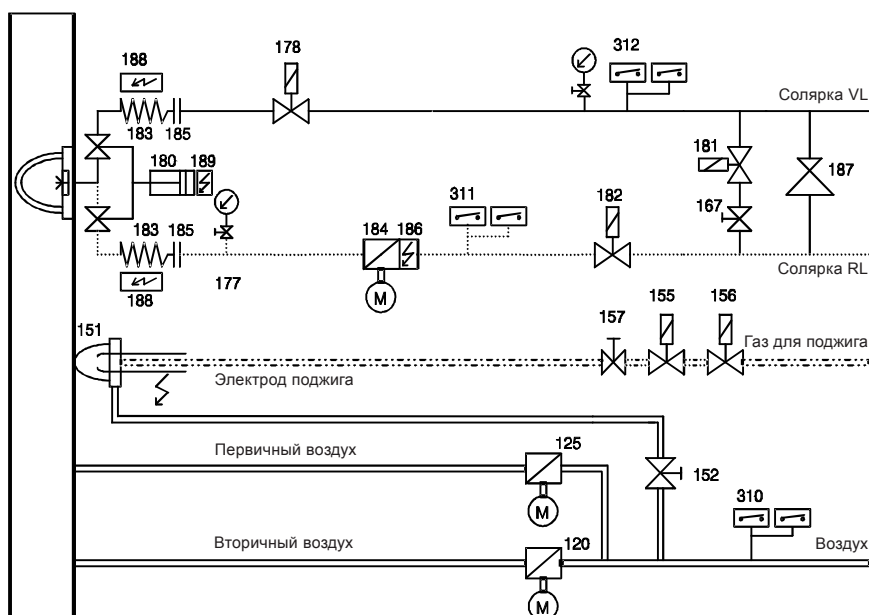 312
178
188
Солярка VL
183
185
181
180
189
187
311
182
167
183
185
184
186
Солярка RL
188
177
M
151
157
155
156
Газ для поджига
Электрод поджига
Первичный воздух
125
152
M
310
Вторичный воздух
120
Воздух
M